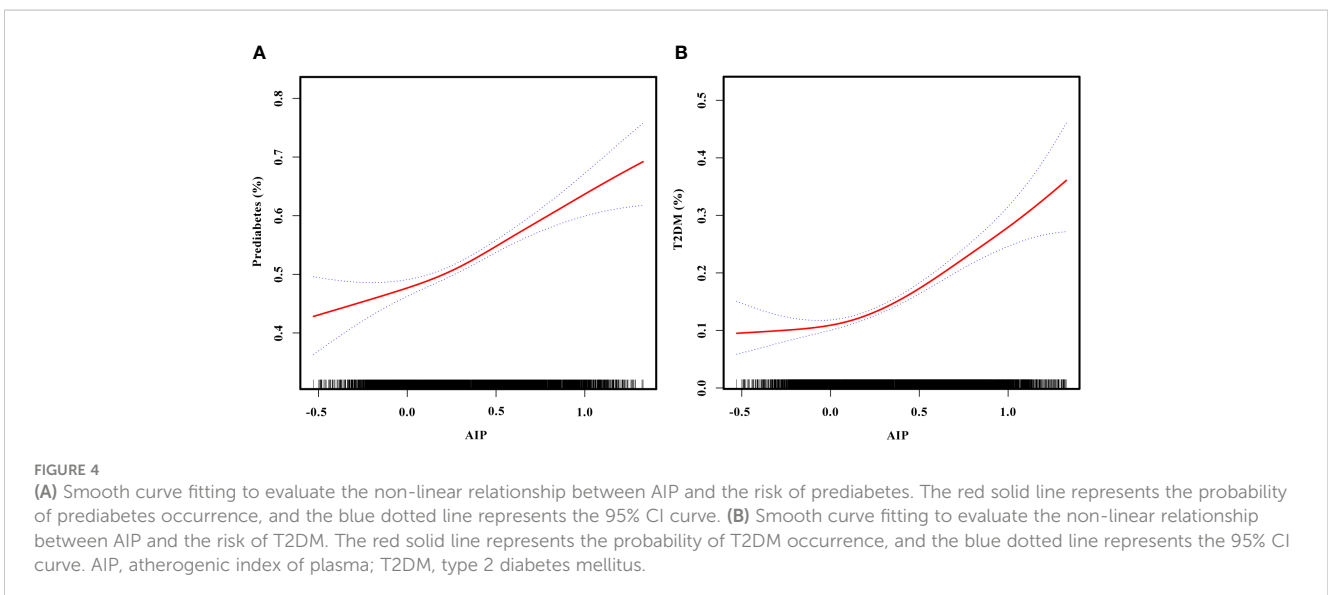 A
B
Prediabetes (%)
0.8
0.7
0.6
0.5
0.4
-0.5 0.0 0.5 1.0
AIP
T2DM (%)
0.5
0.4
0.3
0.2
0.1
0.0
-0.5 0.0 0.5 1.0
AIP
FIGURE 4
(A) Smooth curve fitting to evaluate the non-linear relationship between AIP and the risk of prediabetes. The red solid line represents the probability
of prediabetes occurrence, and the blue dotted line represents the 95% CI curve. (B) Smooth curve fitting to evaluate the non-linear relationship
between AIP and the risk of T2DM. The red solid line represents the probability of T2DM occurrence, and the blue dotted line represents the 95% CI
curve. AIP, atherogenic index of plasma; T2DM, type 2 diabetes mellitus.